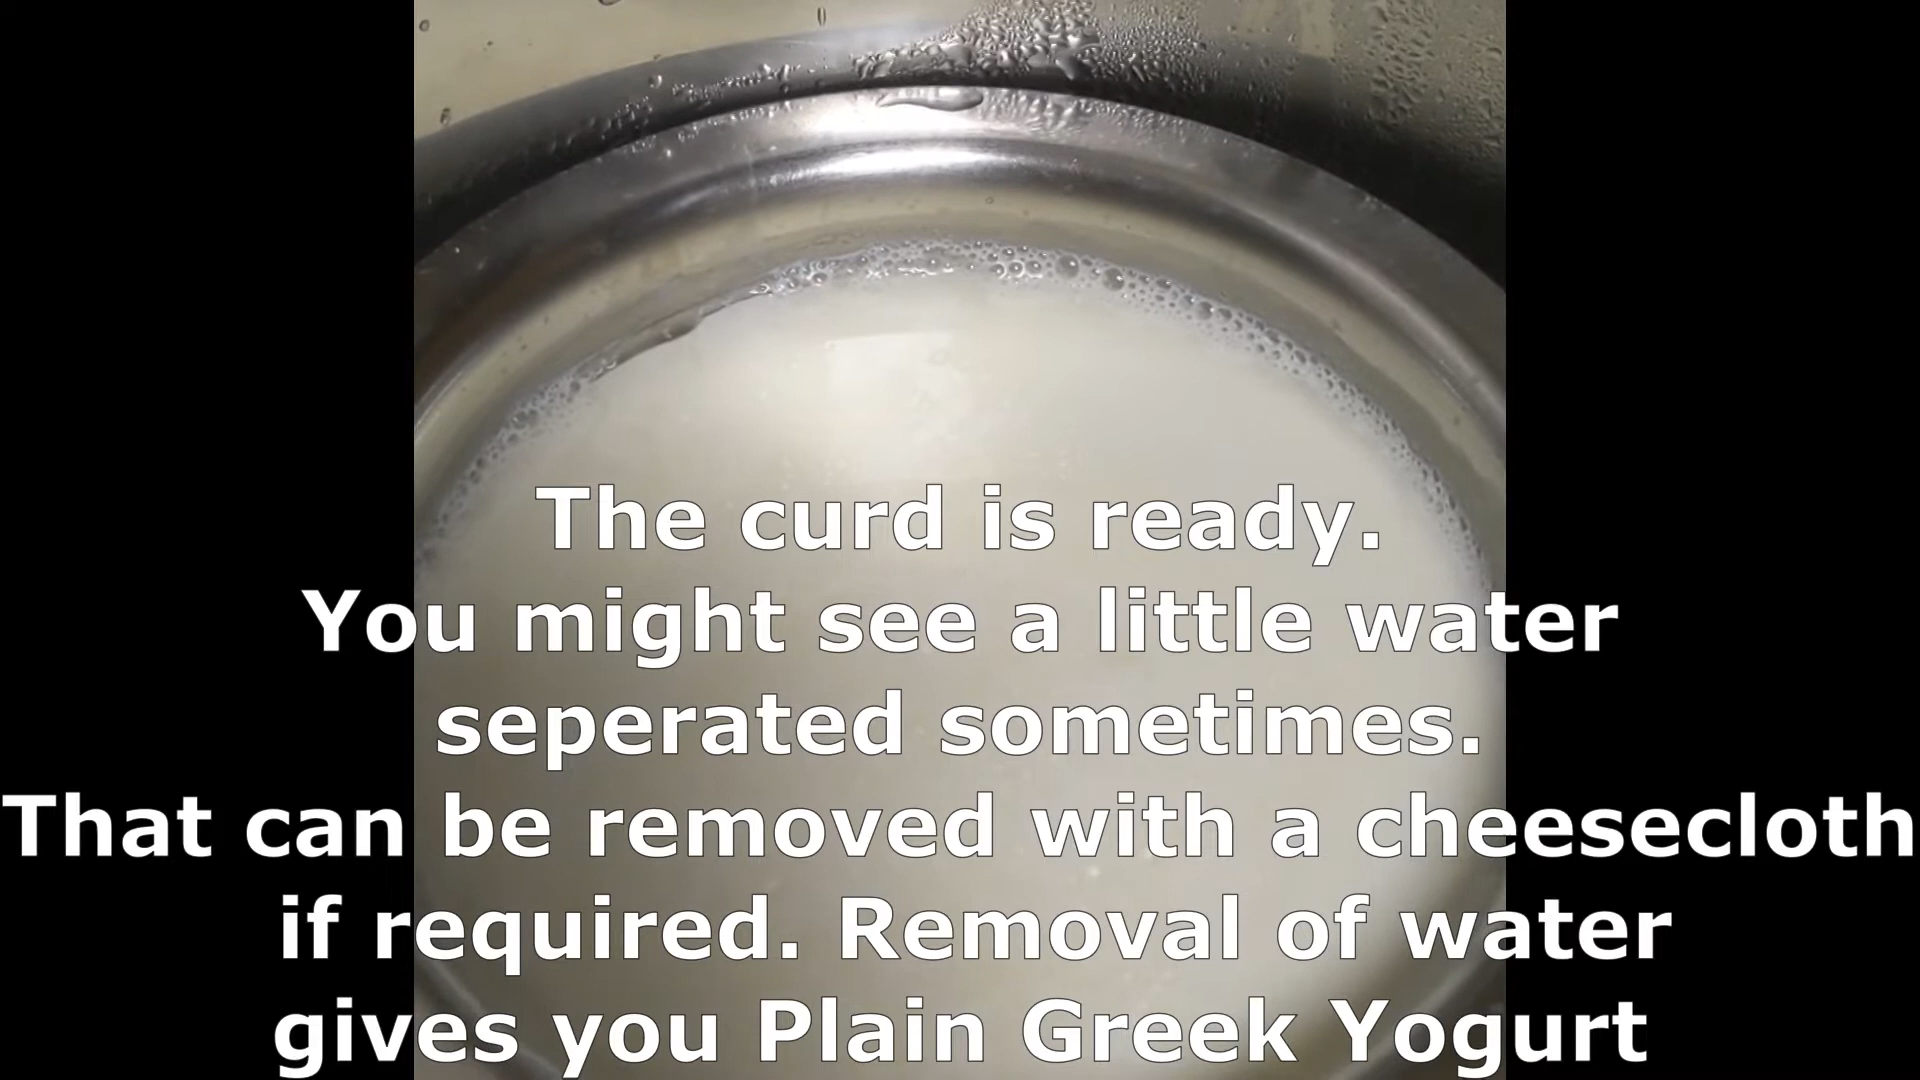 The curd is ready.
You might see a little water
seperated sometimes.
That can be removed with a cheesecloth
if required. Removal of water
gives you Plain Greek Yogurt